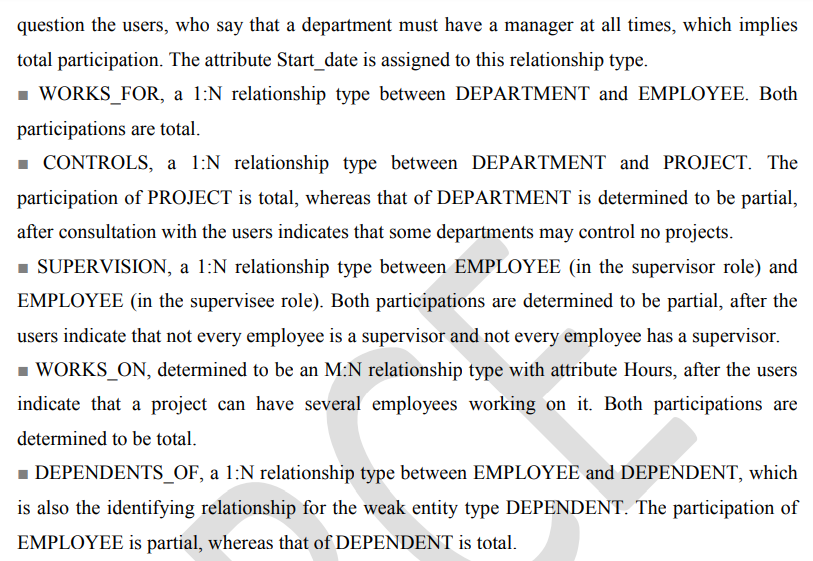 question the users, who say that a department must have a manager at all times, which implies
total participation. The attribute Start_date is assigned to this relationship type.
■ WORKS_FOR, a 1:N relationship type between DEPARTMENT and EMPLOYEE. Both
participations are total.
■ CONTROLS, a 1:N relationship type between DEPARTMENT and PROJECT. The
participation of PROJECT is total, whereas that of DEPARTMENT is determined to be partial,
after consultation with the users indicates that some departments may control no projects.
■ SUPERVISION, a 1:N relationship type between EMPLOYEE (in the supervisor role) and
EMPLOYEE (in the supervisee role). Both participations are determined to be partial, after the
users indicate that not every employee is a supervisor and not every employee has a supervisor.
■ WORKS_ON, determined to be an M:N relationship type with attribute Hours, after the users
indicate that a project can have several employees working on it. Both participations are
determined to be total.
■ DEPENDENTS_OF, a 1:N relationship type between EMPLOYEE and DEPENDENT, which
is also the identifying relationship for the weak entity type DEPENDENT. The participation of
EMPLOYEE is partial, whereas that of DEPENDENT is total.